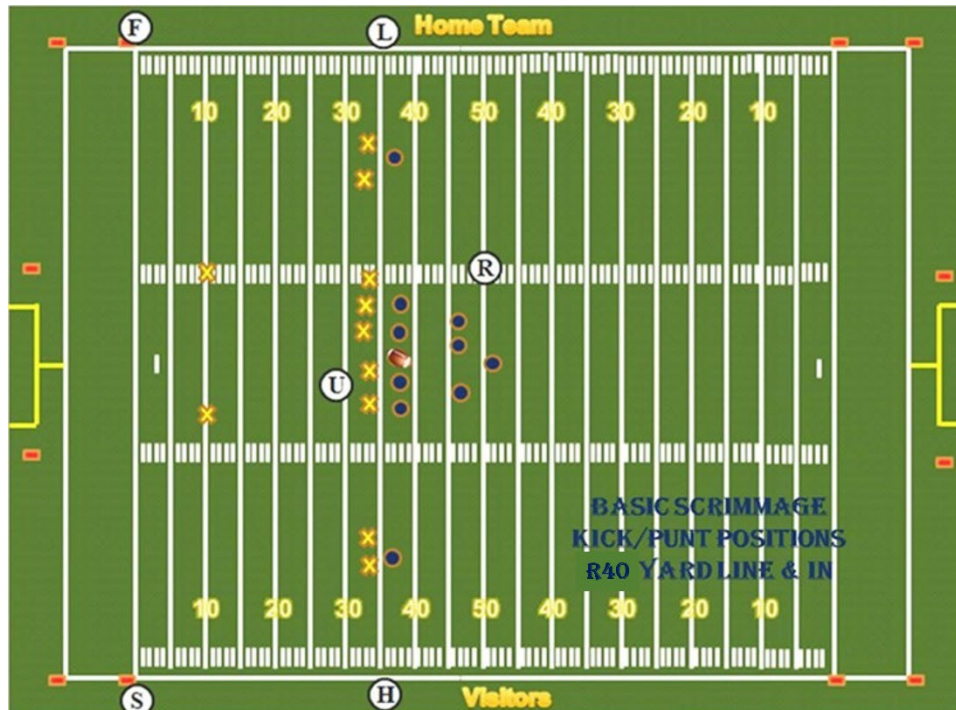 F L Home Team
10 20 30 40 50 40 30 20 10
R
U
BASIC SCRIMMAGE
KICK/PUNT POSITIONS
R40 YARD LINE & IN
10 20 30 40 50 40 30 20 10
S H Visitors